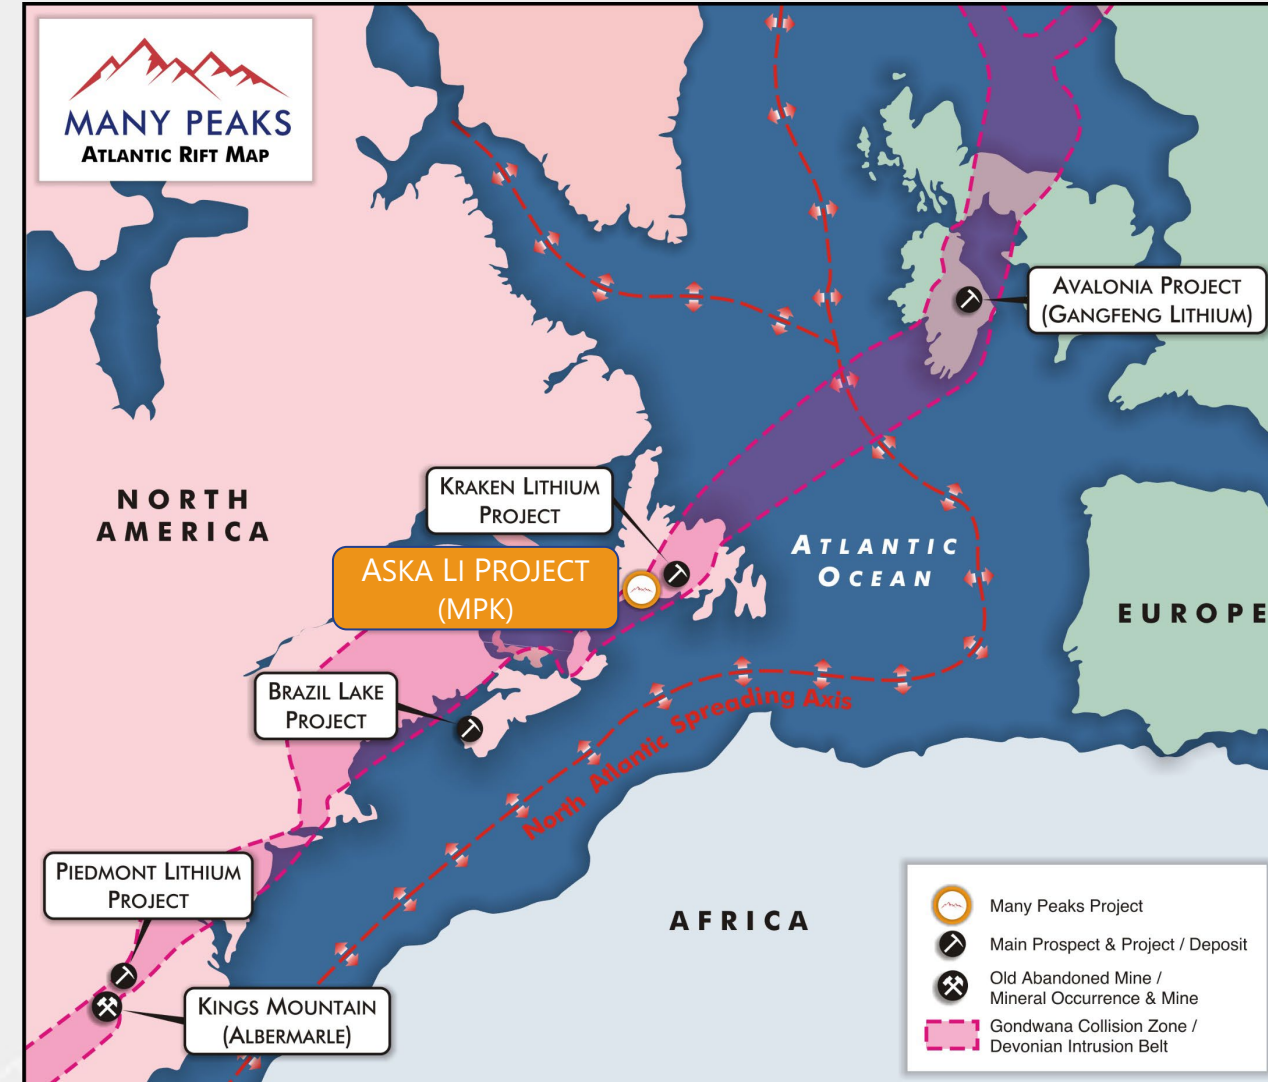 MANY PEAKS
ATLANTIC RIFT MAP
AVALONIA PROJECT
(GANGFENG LITHIUM)
NORTH
AMERICA
KRAKEN LITHIUM
PROJECT
ATLANTIC
OCEAN
ASKA LI PROJECT
(MPK)
EUROPE
BRAZIL LAKE
PROJECT
North Atlantic Spreading Axis
PIEDMONT LITHIUM
PROJECT
AFRICA
KINGS MOUNTAIN
(ALBERMARLE)
Many Peaks Project
Main Prospect & Project / Deposit
Old Abandoned Mine /
Mineral Occurrence & Mine
Gondwana Collision Zone /
Devonian Intrusion Belt